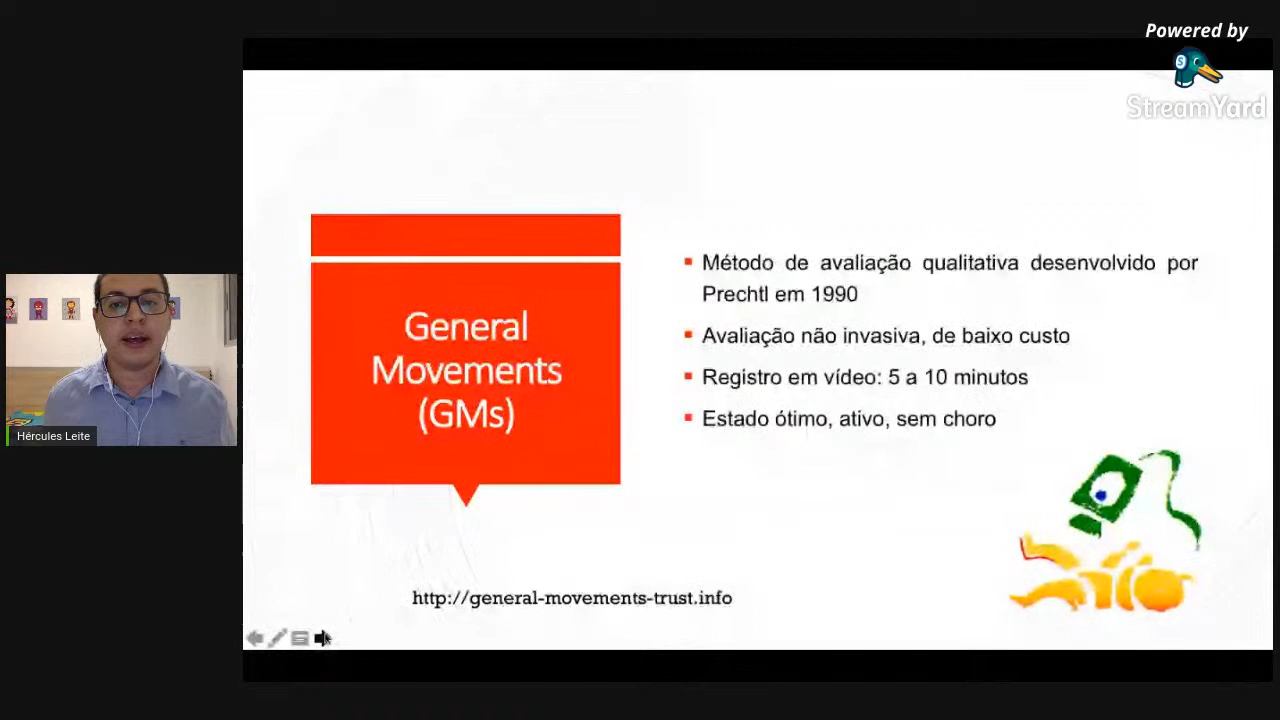 Powered by
StreamYard
General
Movements
(GMs)
Método de avaliação qualitativa desenvolvido por
Prechtl em 1990
Avaliação não invasiva, de baixo custo
Registro em vídeo: 5 a 10 minutos
Estado ótimo, ativo, sem choro
Hércules Leite
http://general-movements-trust.info